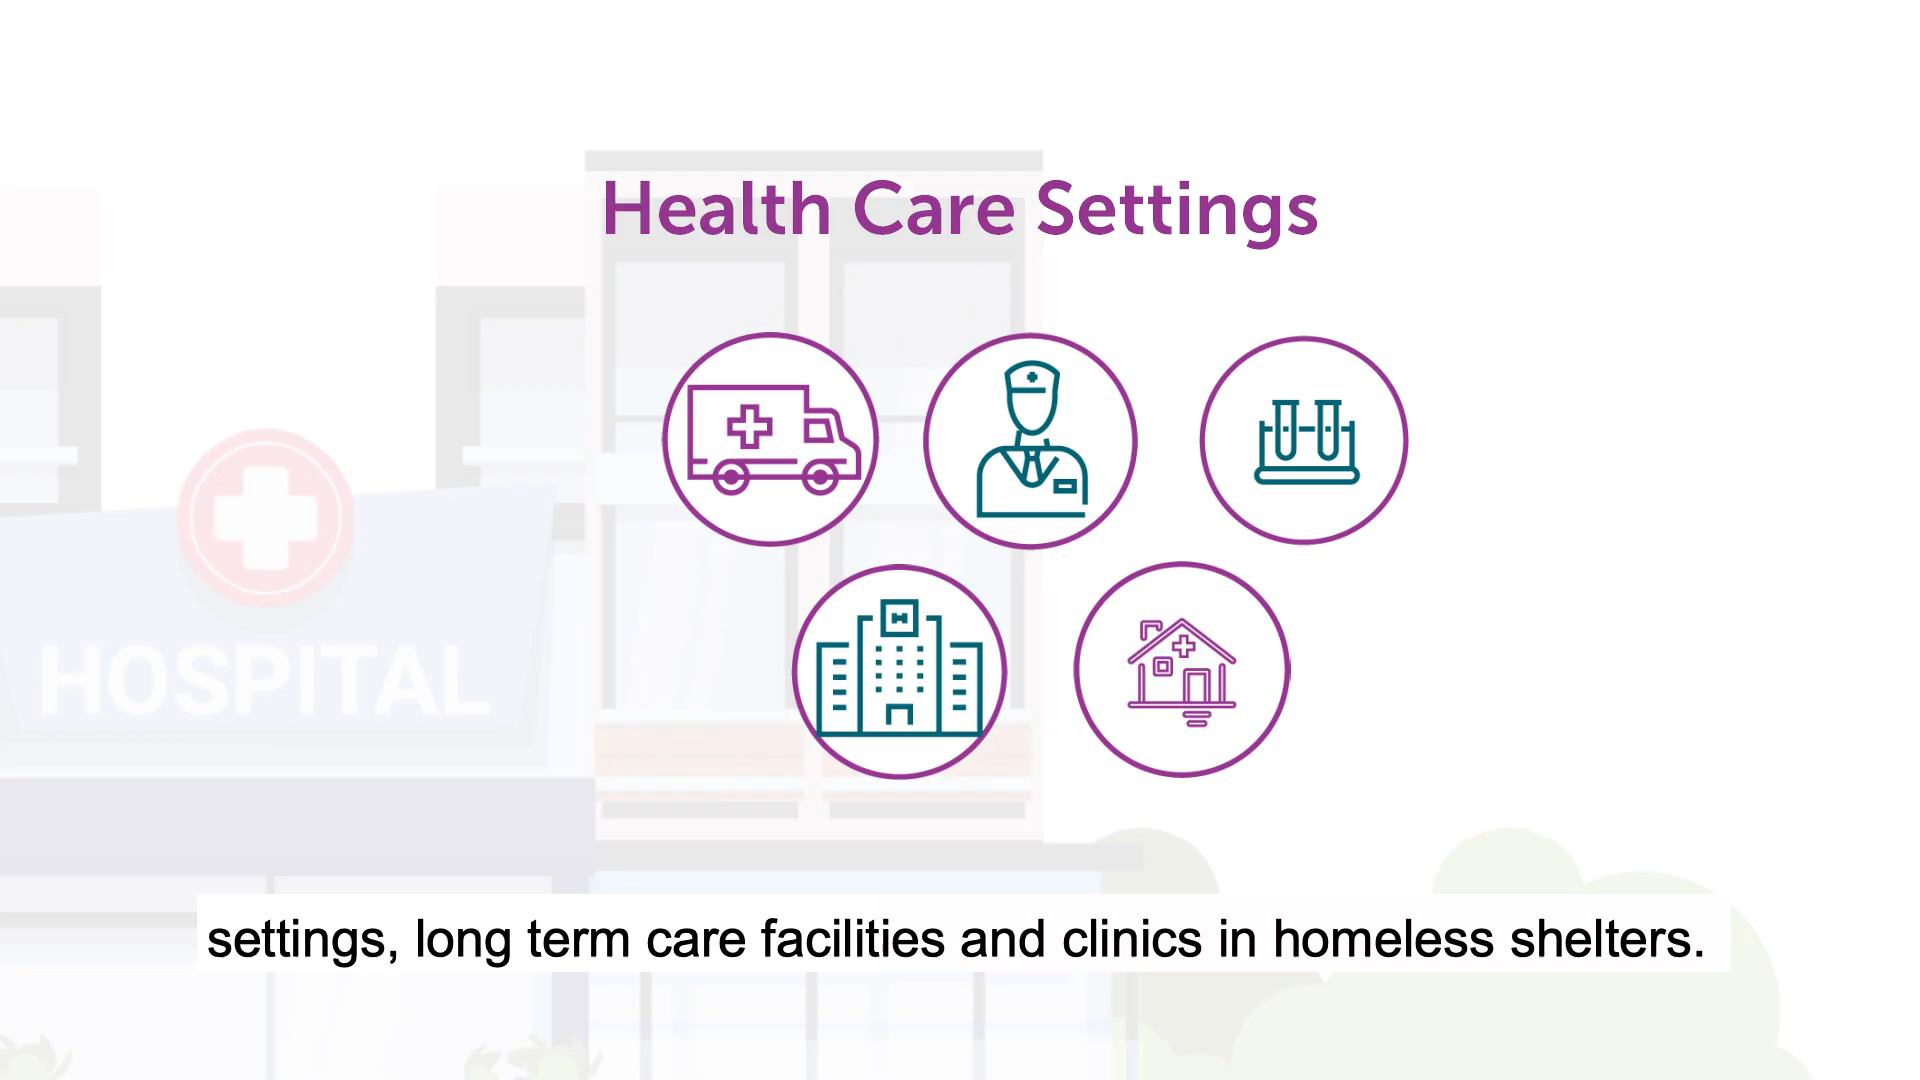 Health Care Settings
HOSPITAL
settings, long term care facilities and clinics in homeless shelters.